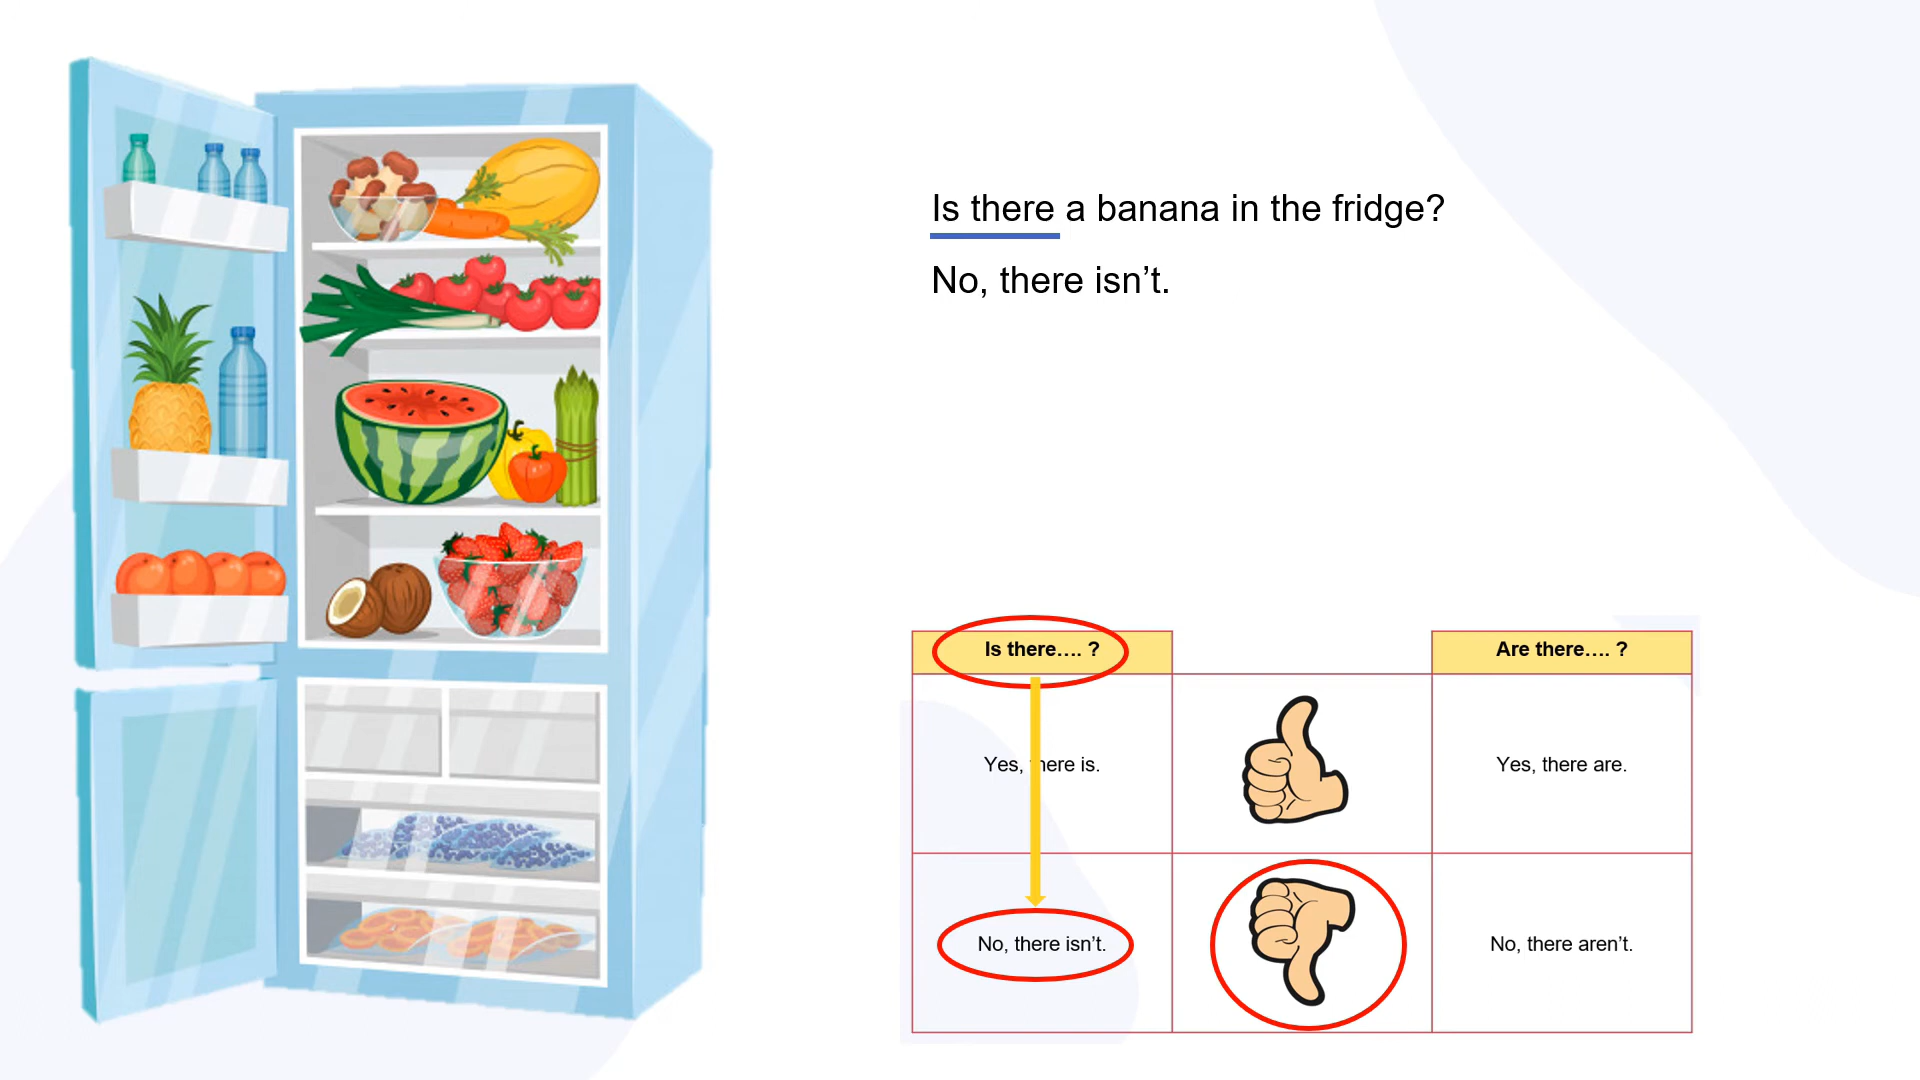 Is there a banana in the fridge?
No, there isn’t.
Is there.... ?
Are there.... ?
Yes, there is.
Yes, there are.
No, there isn’t.
No, there aren’t.